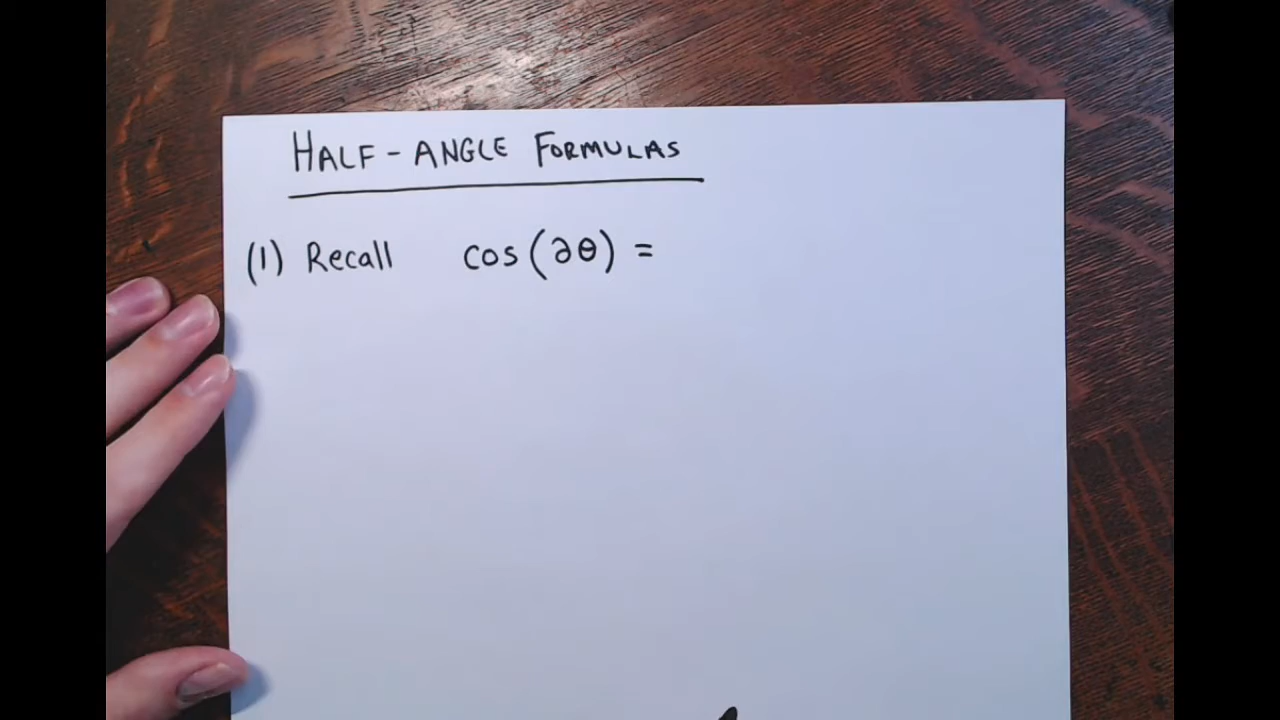 HALF-ANGLE FORMULAS
(1) Recall cos(2θ) =